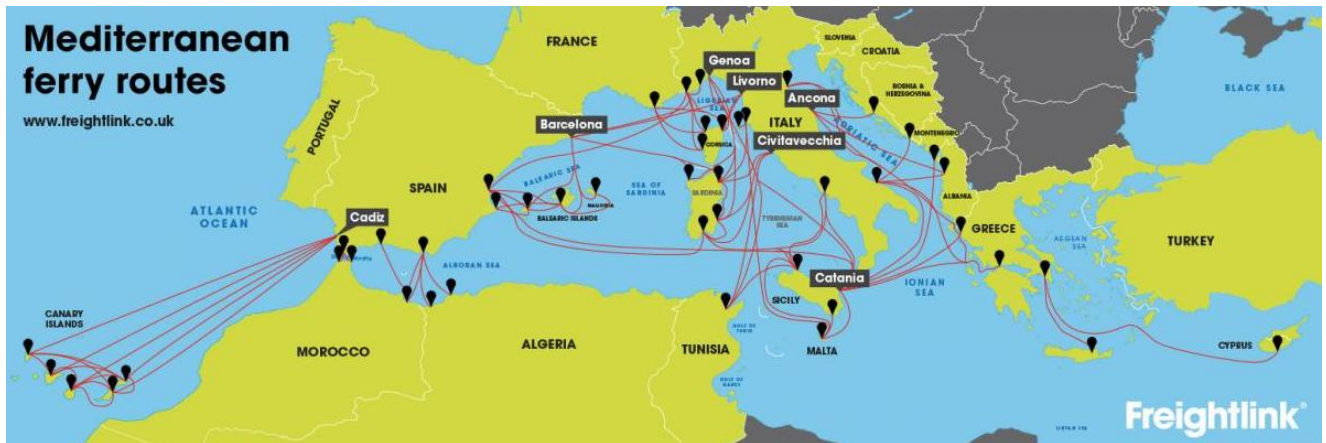 Mediterranean
ferry routes
www.freightlink.co.uk
FRANCE
SLOVENIA
CROATIA
BOSNIA &
HERZEGOVINA
BLACK SEA
Genoa
Livorno
LIGURIAN
SEA
Ancona
ITALY
ADRIATIC SEA
MONTENEGRO
Barcelona
CORSICA
Civitavecchia
PORTUGAL
SPAIN
BALEARIC SEA
BALEARIC ISLANDS
SEA OF
SARDINIA
SARDINIA
TYRRHENIAN
SEA
ALBANIA
GREECE
AEGEAN
SEA
TURKEY
ATLANTIC
OCEAN
Cadiz
ALBORAN SEA
Catania
SICILY
IONIAN
SEA
CANARY
ISLANDS
MOROCCO
ALGERIA
TUNISIA
GULF OF
MALTA
CYPRUS
GULF OF
Freightlink